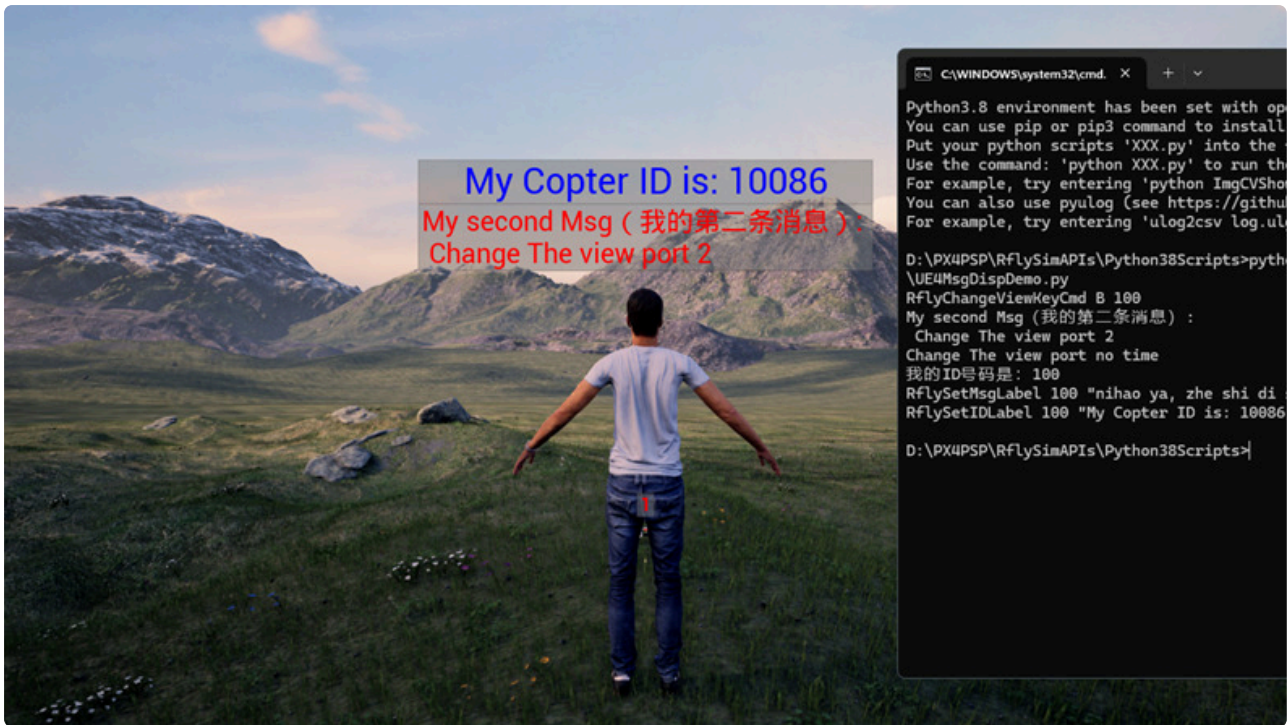 My Copter ID is: 10086
My second Msg（我的第二条消息）:
Change The view port 2
1
C:\WINDOWS\system32\cmd.
Python3.8 environment has been set with
You can use pip or pip3 command to install
Put your python scripts 'XXX.py' into the
Use the command: 'python XXX.py' to run
For example, try entering 'python
You can also use pyulog (see
For example, try entering 'ulog2csv
D:\PX4PSP\RflySimAPIs\Python38Scripts>
\UE4MsgDispDemo.py
RflyChangeViewKeyCmd B 100
My second Msg（我的第二条消息）:
Change The view port 2
Change The view port no time
我的ID号码是: 100
RflySetMsgLabel 100 "nihao ya, zhe shi di
RflySetIDLabel 100 "My Copter ID is: 10086
D:\PX4PSP\RflySimAPIs\Python38Scripts>